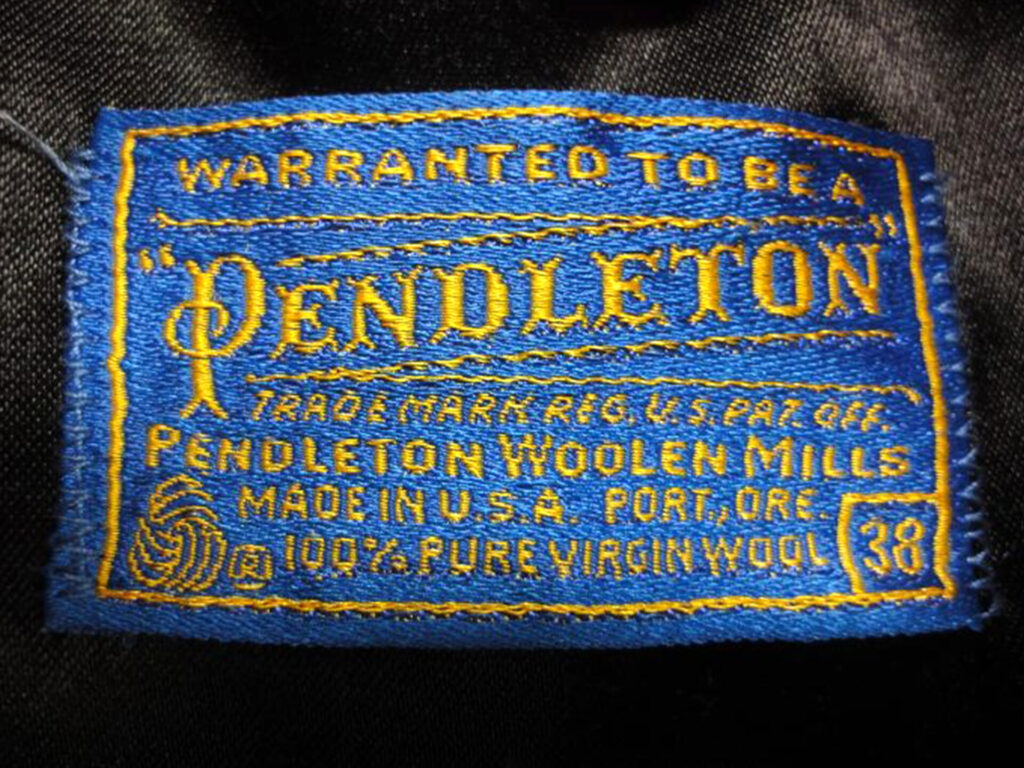 WARRANTED TO BE A
"PENDLETON"
TRADE MARK REG. U.S. PAT. OFF.
PENDLETON WOOLEN MILLS
MADE IN U.S.A. PORT., ORE.
® 100% PURE VIRGIN WOOL
38